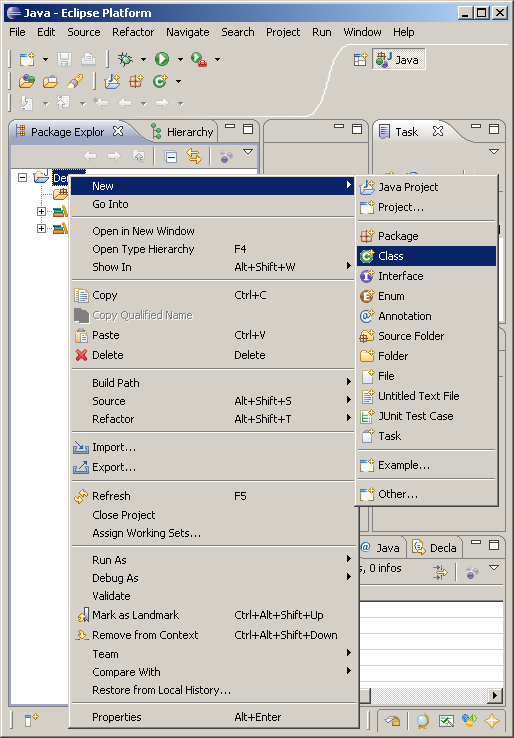 Java - Eclipse Platform
File Edit Source Refactor Navigate Search Project Run Window Help
Java
Package Explor
Hierarchy
Task
New
Go Into
Open in New Window
Open Type Hierarchy F4
Show In Alt+Shift+W
Copy Ctrl+C
Copy Qualified Name
Paste Ctrl+V
Delete Delete
Build Path
Source Alt+Shift+S
Refactor Alt+Shift+T
Import...
Export...
Refresh F5
Close Project
Assign Working Sets...
Run As
Debug As
Validate
Mark as Landmark Ctrl+Alt+Shift+Up
Remove from Context Ctrl+Alt+Shift+Down
Team
Compare With
Restore from Local History...
Properties Alt+Enter
Java Project
Project...
Package
Class
Interface
Enum
Annotation
Source Folder
Folder
File
Untitled Text File
JUnit Test Case
Task
Example...
Other...
@ Java
Decla
s, 0 infos